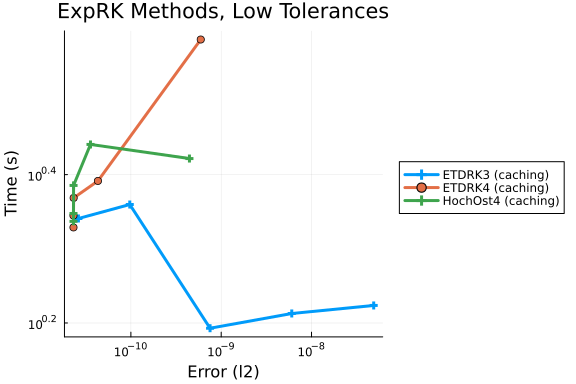 ExpRK Methods, Low Tolerances
Time (s)
10^0.4
10^0.2
10^-10
10^-9
10^-8
Error (l2)
ETDRK3 (caching)
ETDRK4 (caching)
HochOst4 (caching)